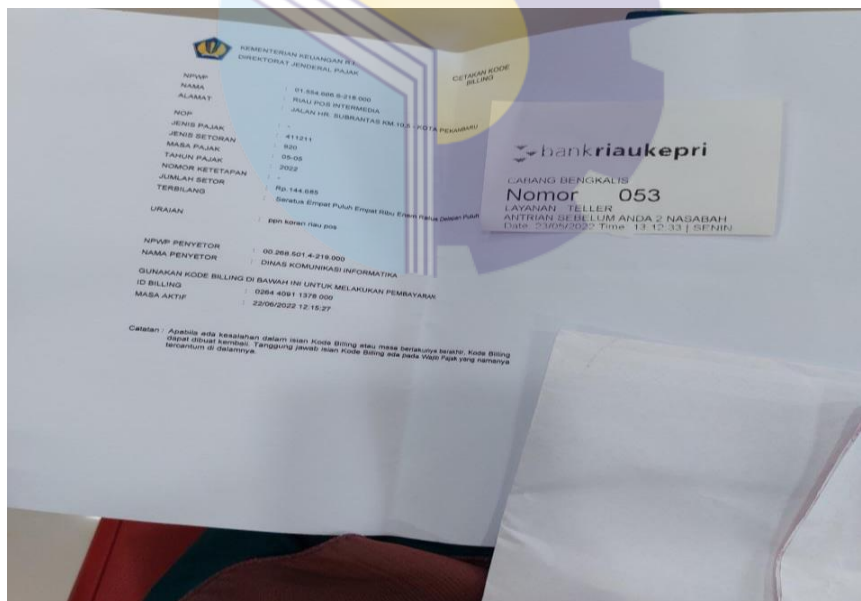 KEMENTERIAN KEUANGAN R.I.
DIREKTORAT JENDERAL PAJAK
CETAKAN KODE
BILLING
NPWP : 01.554.666.8-218.000
NAMA : RIAU POS INTERMEDIA
ALAMAT : JALAN HR. SUBRANTAS KM 10,5 - KOTA PEKANBARU
NOP : -
JENIS PAJAK : 411211
JENIS SETORAN : 920
MASA PAJAK : 05-05
TAHUN PAJAK : 2022
NOMOR KETETAPAN : -
JUMLAH SETOR : Rp.144.685
TERBILANG : Seratus Empat Puluh Empat Ribu Enam Ratus Delapan Puluh
URAIAN : ppn koran riau pos
NPWP PENYETOR : 00.266.501.4-219.000
NAMA PENYETOR : DINAS KOMUNIKASI INFORMATIKA
GUNAKAN KODE BILLING DI BAWAH INI UNTUK MELAKUKAN PEMBAYARAN
ID BILLING : 0264 4091 1378 000
MASA AKTIF : 22/06/2022 12:15:27
Catatan : Apabila ada kesalahan dalam isian Kode Billing atau masa berlakunya berakhir, Kode Billing
dapat dibuat kembali. Tanggung jawab isian Kode Billing ada pada Wajib Pajak yang namanya
tercantum di dalamnya.
bankriaukepri
CABANG BENGKALIS
Nomor 053
LAYANAN TELLER
ANTRIAN SEBELUM ANDA 2 NASABAH
Date 23/05/2022 Time 13:12:33 | SENIN